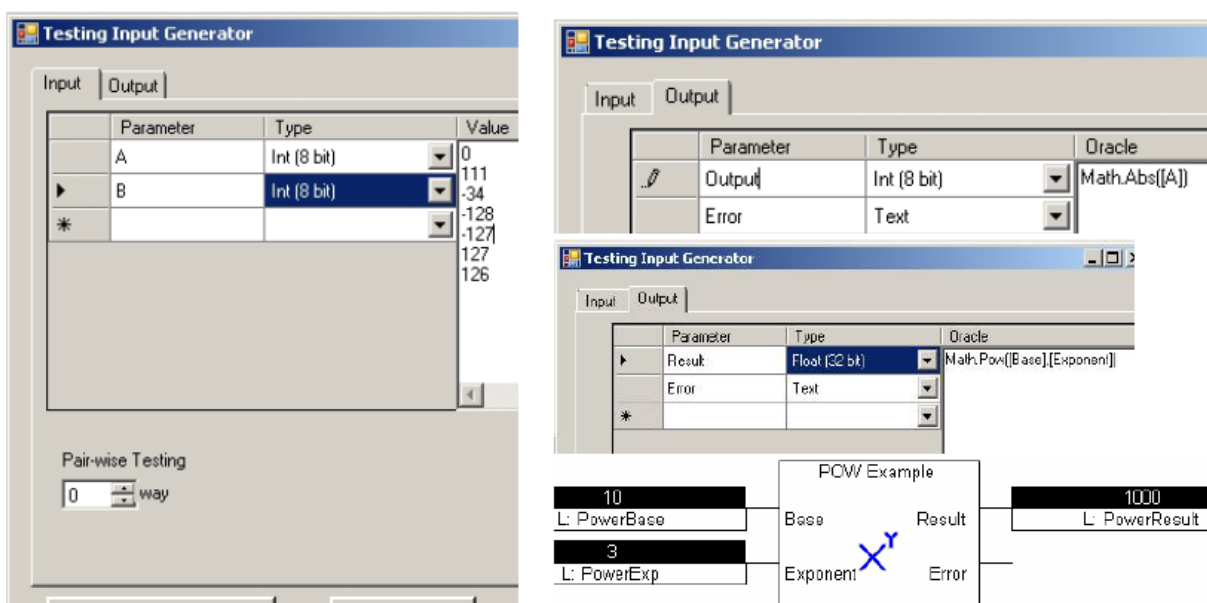 Testing Input Generator
Input Output
Parameter Type Value
A Int (8 bit)
B Int (8 bit)
0
111
-34
-128
-127
127
126
Pair-wise Testing
0 way
Testing Input Generator
Input Output
Parameter Type Oracle
Output Int (8 bit) Math.Abs([A])
Error Text
Testing Input Generator
Input Output
Parameter Type Oracle
Result Float (32 bit) Math.Pow([Base],[Exponent])
Error Text
POW Example
10
L: PowerBase Base
3
L: PowerExp Exponent
XY
Result 1000
L: PowerResult
Error